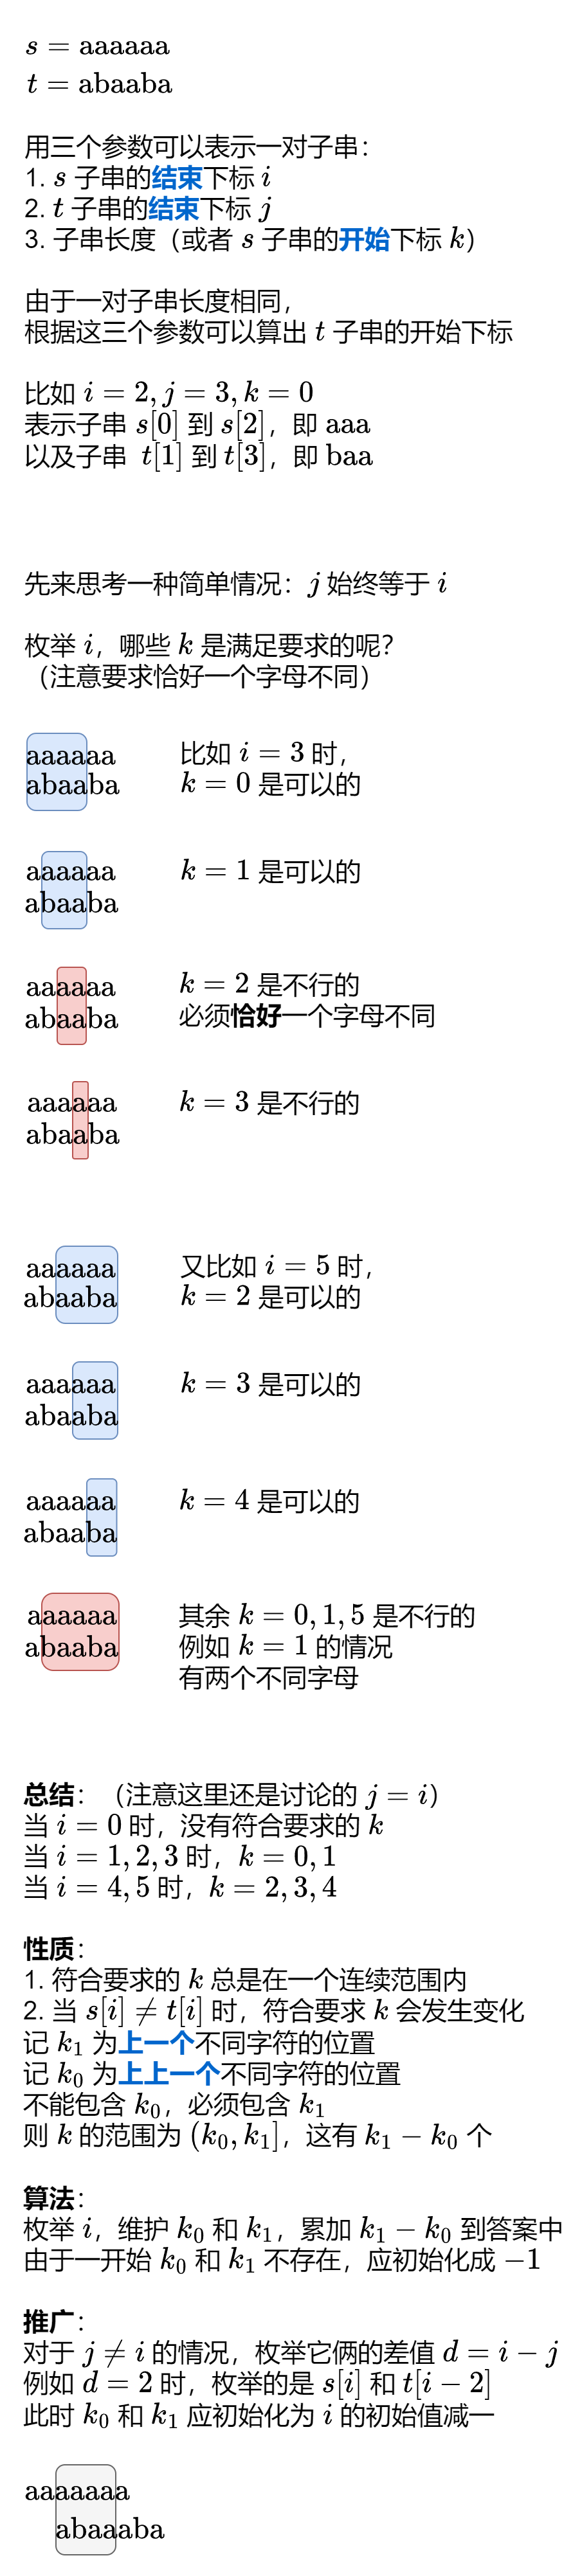 s = aaaaaa
t = abaaba
用三个参数可以表示一对子串：
1. s 子串的结束下标 i
2. t 子串的结束下标 j
3. 子串长度（或者 s 子串的开始下标 k）
由于一对子串长度相同，
根据这三个参数可以算出 t 子串的开始下标
比如 i = 2, j = 3, k = 0
表示子串 s[0] 到 s[2]，即 aaa
以及子串 t[1] 到 t[3]，即 baa
先来思考一种简单情况：j 始终等于 i
枚举 i，哪些 k 是满足要求的呢？
（注意要求恰好一个字母不同）
aaaaaa
abaaba
比如 i = 3 时，
k = 0 是可以的
aaaaaa
abaaba
k = 1 是可以的
aaaaaa
abaaba
k = 2 是不行的
必须恰好一个字母不同
aaaaaa
abaaba
k = 3 是不行的
aaaaaa
abaaba
又比如 i = 5 时，
k = 2 是可以的
aaaaaa
abaaba
k = 3 是可以的
aaaaaa
abaaba
k = 4 是可以的
aaaaaa
abaaba
其余 k = 0, 1, 5 是不行的
例如 k = 1 的情况
有两个不同字母
总结：（注意这里还是讨论的 j = i）
当 i = 0 时，没有符合要求的 k
当 i = 1, 2, 3 时，k = 0, 1
当 i = 4, 5 时，k = 2, 3, 4
性质：
1. 符合要求的 k 总是在一个连续范围内
2. 当 s[i] ≠ t[i] 时，符合要求 k 会发生变化
记 k₁ 为上一个不同字符的位置
记 k₀ 为上上一个不同字符的位置
不能包含 k₀，必须包含 k₁
则 k 的范围为 (k₀, k₁]，这有 k₁ − k₀ 个
算法：
枚举 i，维护 k₀ 和 k₁，累加 k₁ − k₀ 到答案中
由于一开始 k₀ 和 k₁ 不存在，应初始化成 −1
推广：
对于 j ≠ i 的情况，枚举它俩的差值 d = i − j
例如 d = 2 时，枚举的是 s[i] 和 t[i − 2]
此时 k₀ 和 k₁ 应初始化为 i 的初始值减一
aaaaaaa
abaaaba